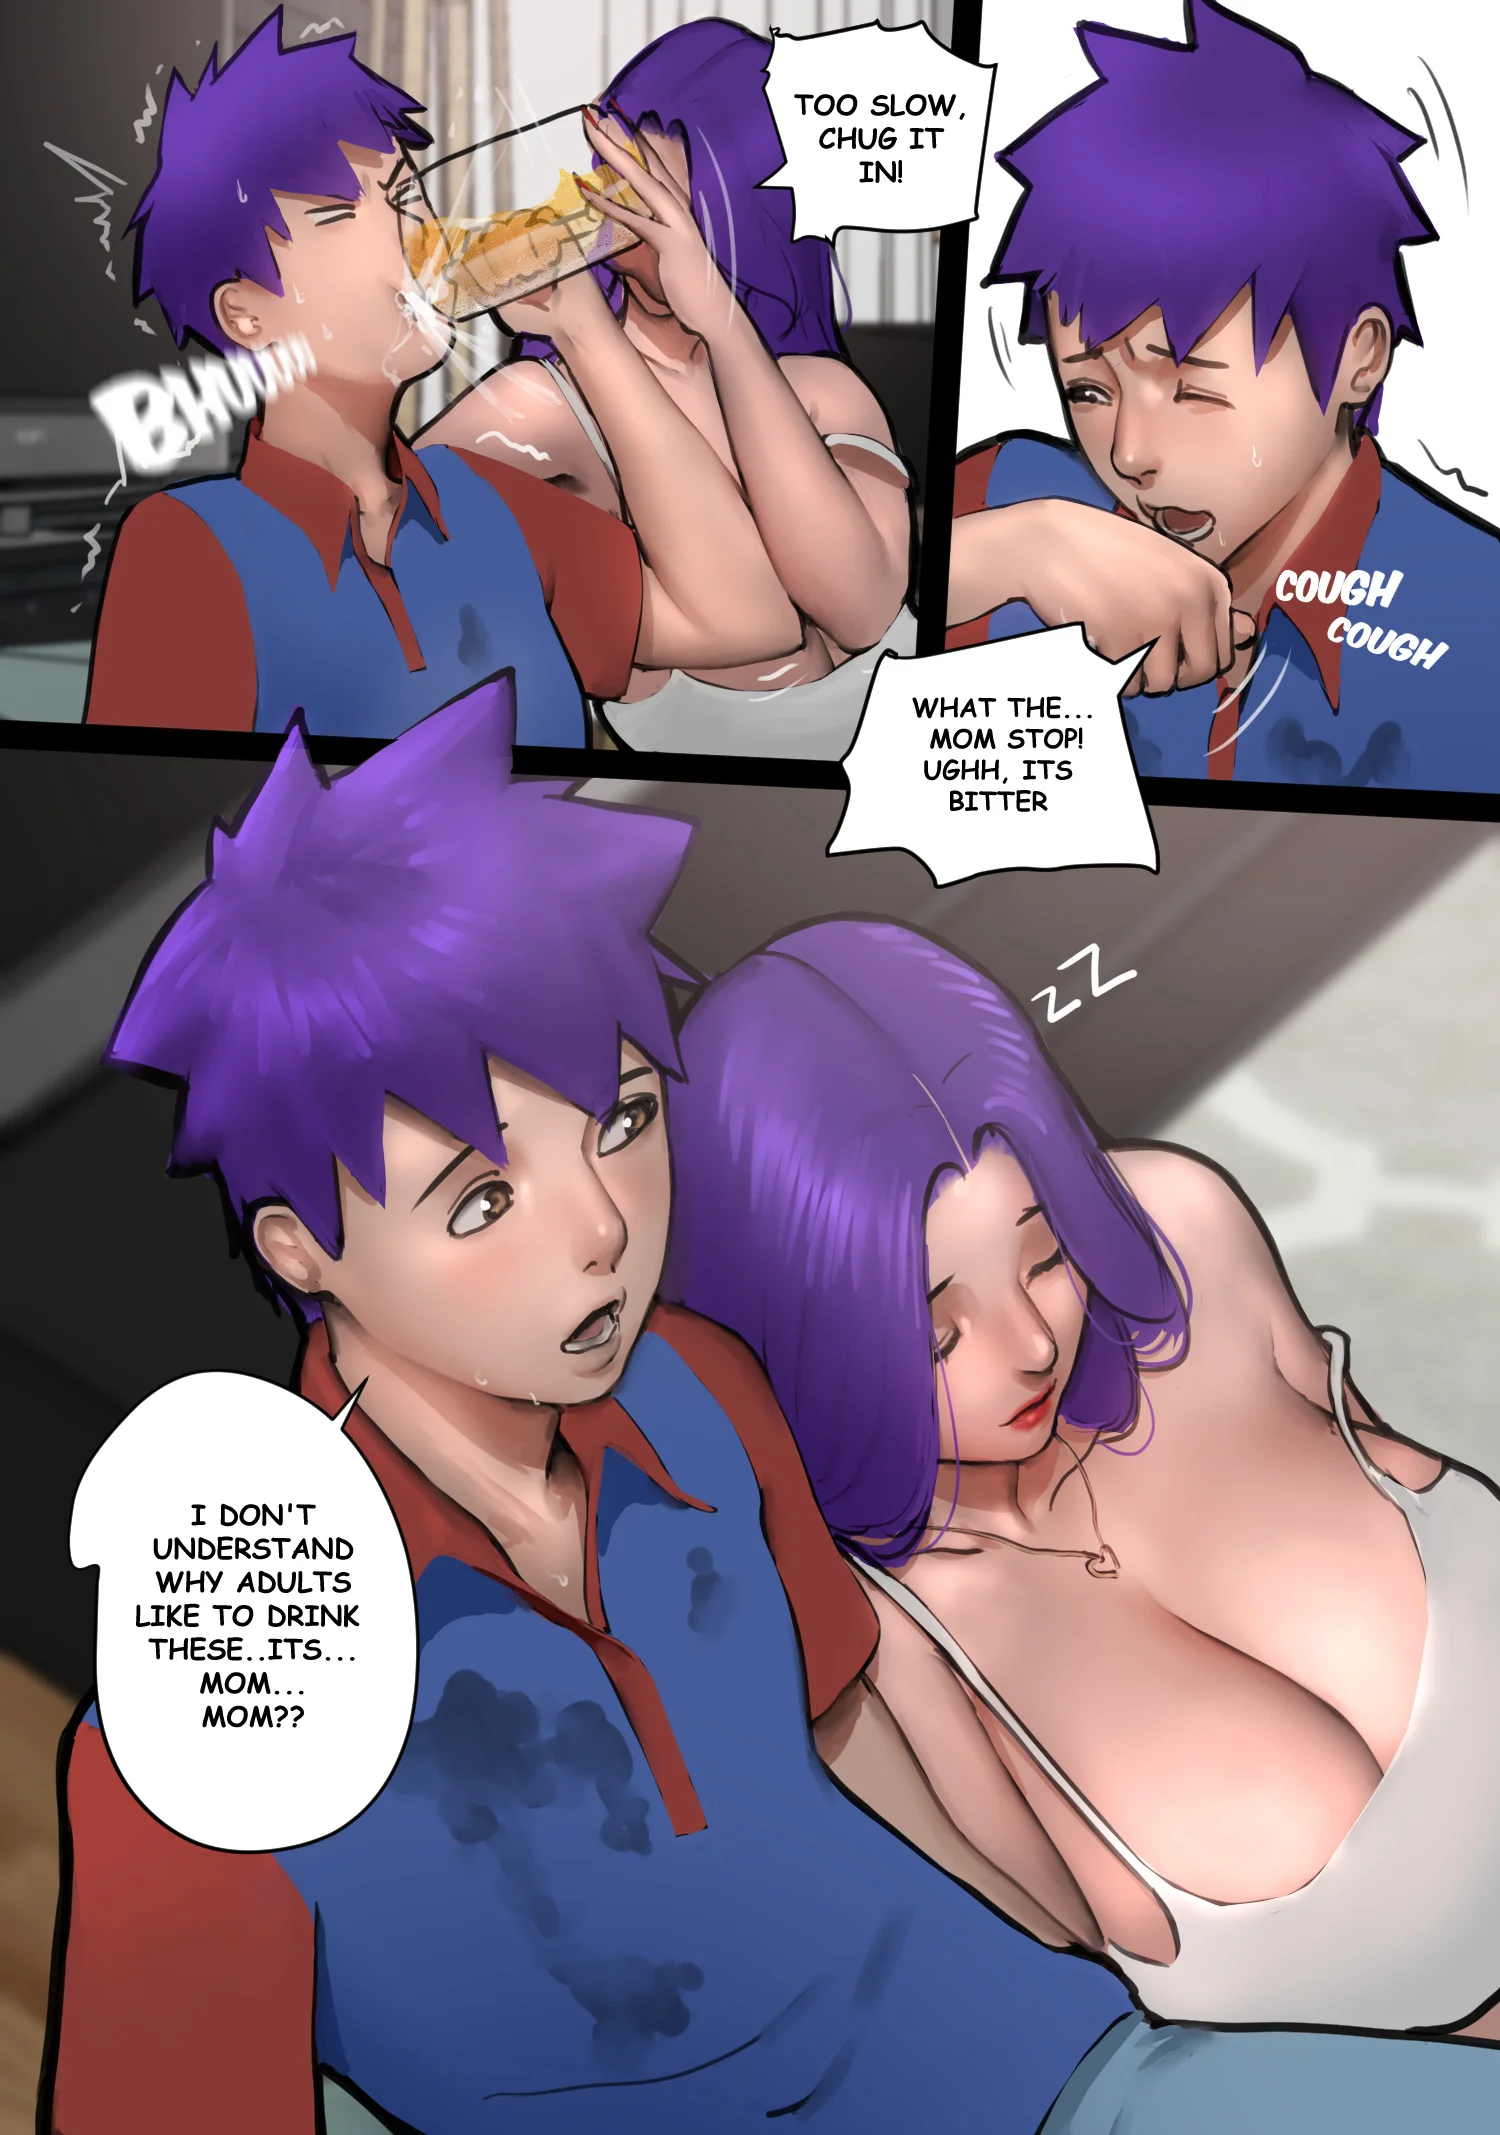 TOO SLOW,
CHUG IT
IN!
BHUUUU
COUGH
COUGH
WHAT THE...
MOM STOP!
UGHH, ITS
BITTER
ZZ
I DON'T
UNDERSTAND
WHY ADULTS
LIKE TO DRINK
THESE..ITS...
MOM...
MOM??